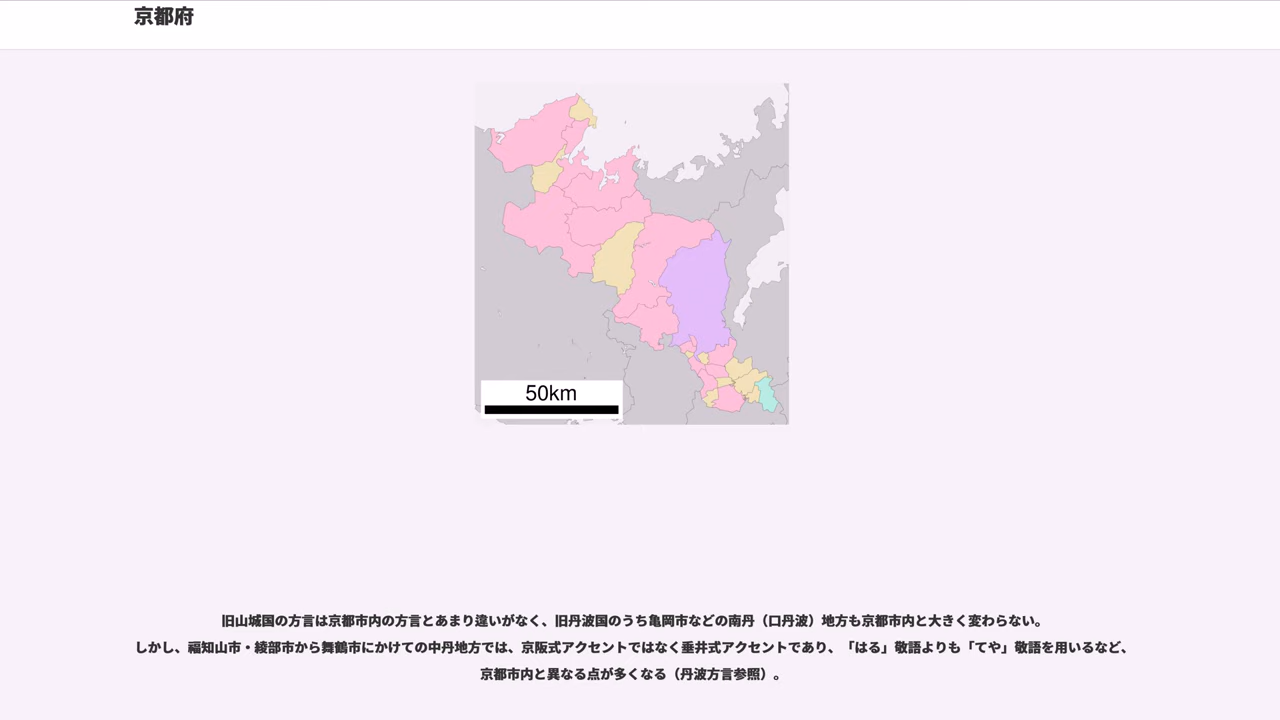 京都府
50km
旧山城国の方言は京都市内の方言とあまり違いがなく、旧丹波国のうち亀岡市などの南丹（口丹波）地方も京都市内と大きく変わらない。
しかし、福知山市・綾部市から舞鶴市にかけての中丹地方では、京阪式アクセントではなく垂井式アクセントであり、「はる」敬語よりも「てや」敬語を用いるなど、
京都市内と異なる点が多くなる（丹波方言参照）。